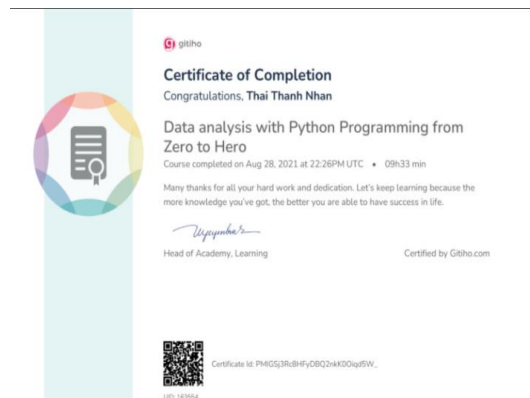 gitiho
Certificate of Completion
Congratulations, Thai Thanh Nhan
Data analysis with Python Programming from
Zero to Hero
Course completed on Aug 28, 2021 at 22:26PM UTC • 09h33 min
Many thanks for all your hard work and dedication. Let's keep learning because the
more knowledge you've got, the better you are able to have success in life.
Head of Academy, Learning
Certified by Gitiho.com
Certificate Id:
UID: